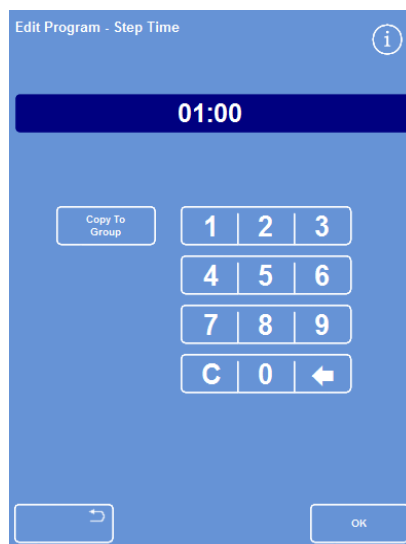 Edit Program - Step Time
i
01:00
Copy To
Group
1 2 3
4 5 6
7 8 9
C 0
OK